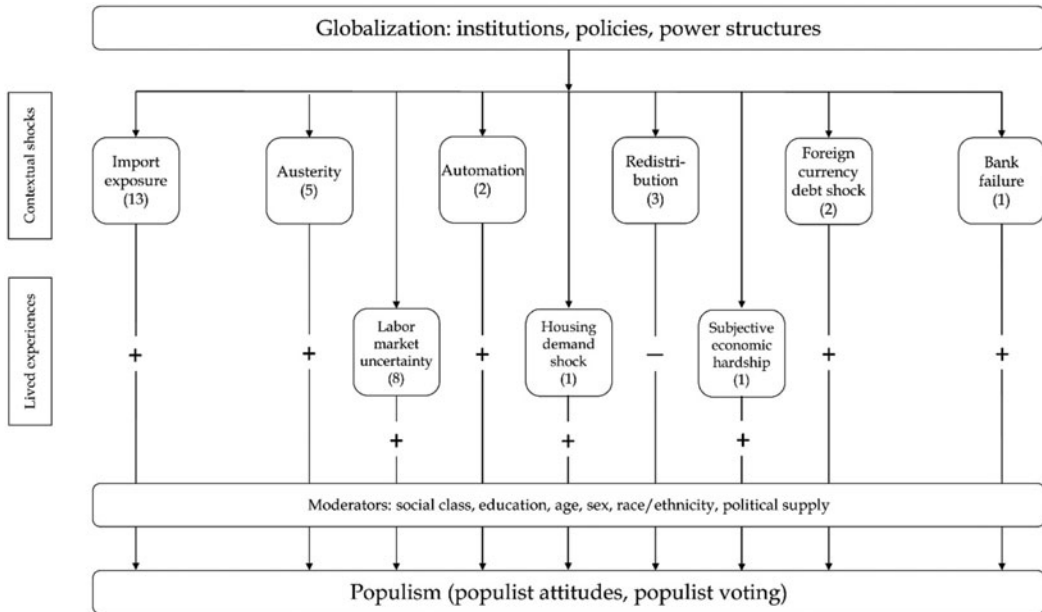 Globalization: institutions, policies, power structures
Contextual shocks
Import
exposure
(13)
Austerity
(5)
Automation
(2)
Redistri-
bution
(3)
Foreign
currency
debt shock
(2)
Bank
failure
(1)
Lived experiences
Labor
market
uncertainty
(8)
Housing
demand
shock
(1)
Subjective
economic
hardship
(1)
+
+
+
–
+
+
+
+
+
Moderators: social class, education, age, sex, race/ethnicity, political supply
Populism (populist attitudes, populist voting)